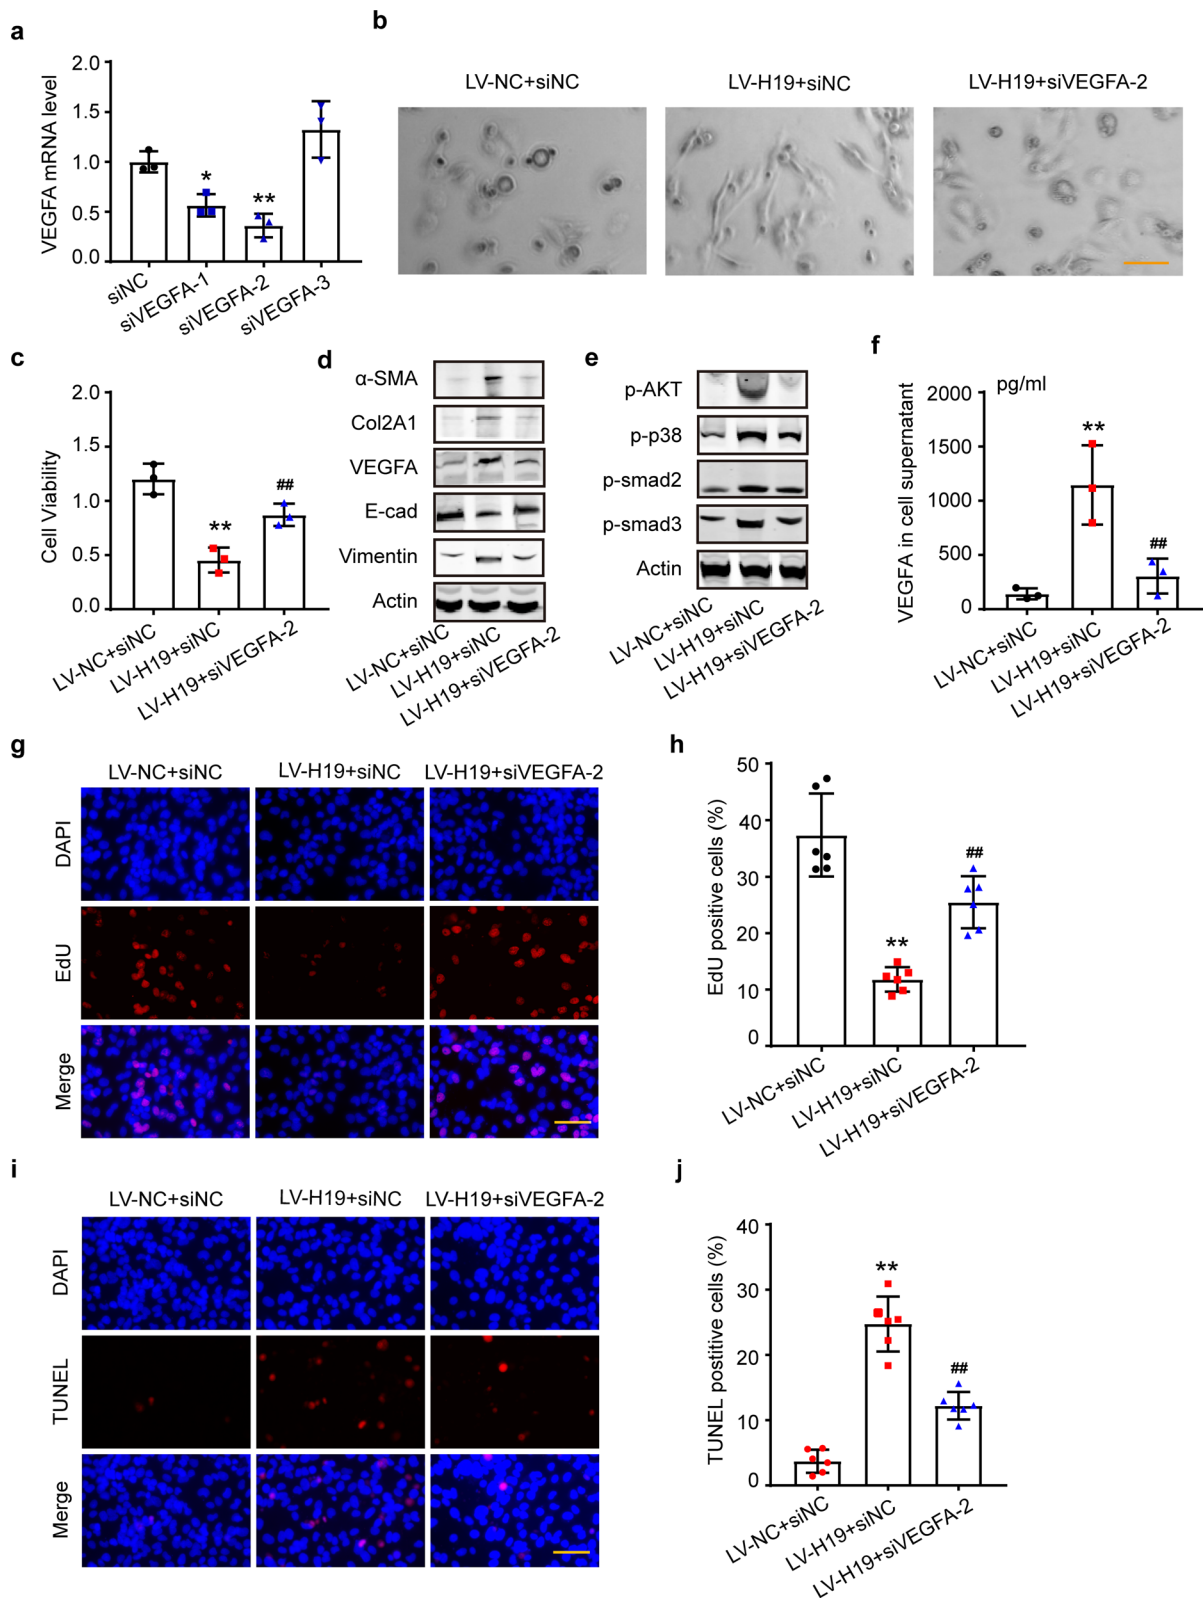 a
VEGFA mRNA level
2.0
1.5
1.0
0.5
0.0
*
**
siNC
siVEGFA-1
siVEGFA-2
siVEGFA-3
b
LV-NC+siNC
LV-H19+siNC
LV-H19+siVEGFA-2
c
Cell Viability
2.0
1.5
1.0
0.5
0.0
**
##
LV-NC+siNC
LV-H19+siNC
LV-H19+siVEGFA-2
d
α-SMA
Col2A1
VEGFA
E-cad
Vimentin
Actin
LV-NC+siNC
LV-H19+siNC
LV-H19+siVEGFA-2
e
p-AKT
p-p38
p-smad2
p-smad3
Actin
LV-NC+siNC
LV-H19+siNC
LV-H19+siVEGFA-2
f
VEGFA in cell supernatant
pg/ml
2000
1500
1000
500
0
**
##
LV-NC+siNC
LV-H19+siNC
LV-H19+siVEGFA-2
g
LV-NC+siNC
LV-H19+siNC
LV-H19+siVEGFA-2
DAPI
EdU
Merge
h
EdU positive cells (%)
50
40
30
20
10
0
**
##
LV-NC+siNC
LV-H19+siNC
LV-H19+siVEGFA-2
i
LV-NC+siNC
LV-H19+siNC
LV-H19+siVEGFA-2
DAPI
TUNEL
Merge
j
TUNEL postitive cells (%)
40
30
20
10
0
**
##
LV-NC+siNC
LV-H19+siNC
LV-H19+siVEGFA-2